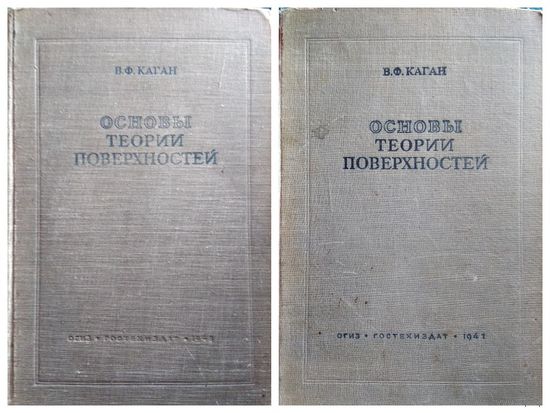 В.Ф. КАГАН
ОСНОВЫ
ТЕОРИИ
ПОВЕРХНОСТЕЙ
ОГИЗ • ГОСТЕХИЗДАТ •
В.Ф. КАГАН
ОСНОВЫ
ТЕОРИИ
ПОВЕРХНОСТЕЙ
ОГИЗ • ГОСТЕХИЗДАТ • 1947